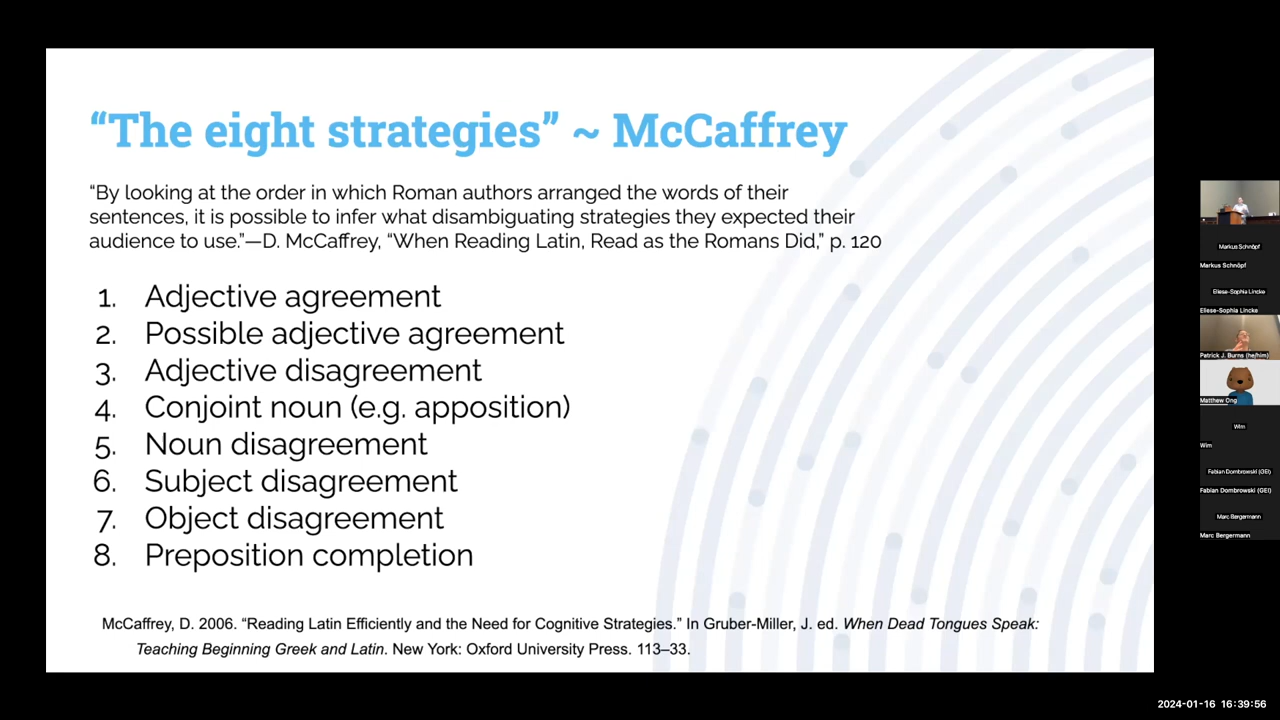 “The eight strategies” ~ McCaffrey
“By looking at the order in which Roman authors arranged the words of their
sentences, it is possible to infer what disambiguating strategies they expected their
audience to use.”—D. McCaffrey, “When Reading Latin, Read as the Romans Did,” p. 120
1. Adjective agreement
2. Possible adjective agreement
3. Adjective disagreement
4. Conjoint noun (e.g. apposition)
5. Noun disagreement
6. Subject disagreement
7. Object disagreement
8. Preposition completion
McCaffrey, D. 2006. “Reading Latin Efficiently and the Need for Cognitive Strategies.” In Gruber-Miller, J. ed. When Dead Tongues Speak:
Teaching Beginning Greek and Latin. New York: Oxford University Press. 113–33.
Markus Schnöpf
Markus Schnöpf
Eliese-Sophia Lincke
Eliese-Sophia Lincke
Patrick J. Burns (he/him)
Matthew Ong
Wim
Wim
Fabian Dombrowski (GEI)
Fabian Dombrowski (GEI)
Marc Bergermann
Marc Bergermann
2024-01-16 16:39:56